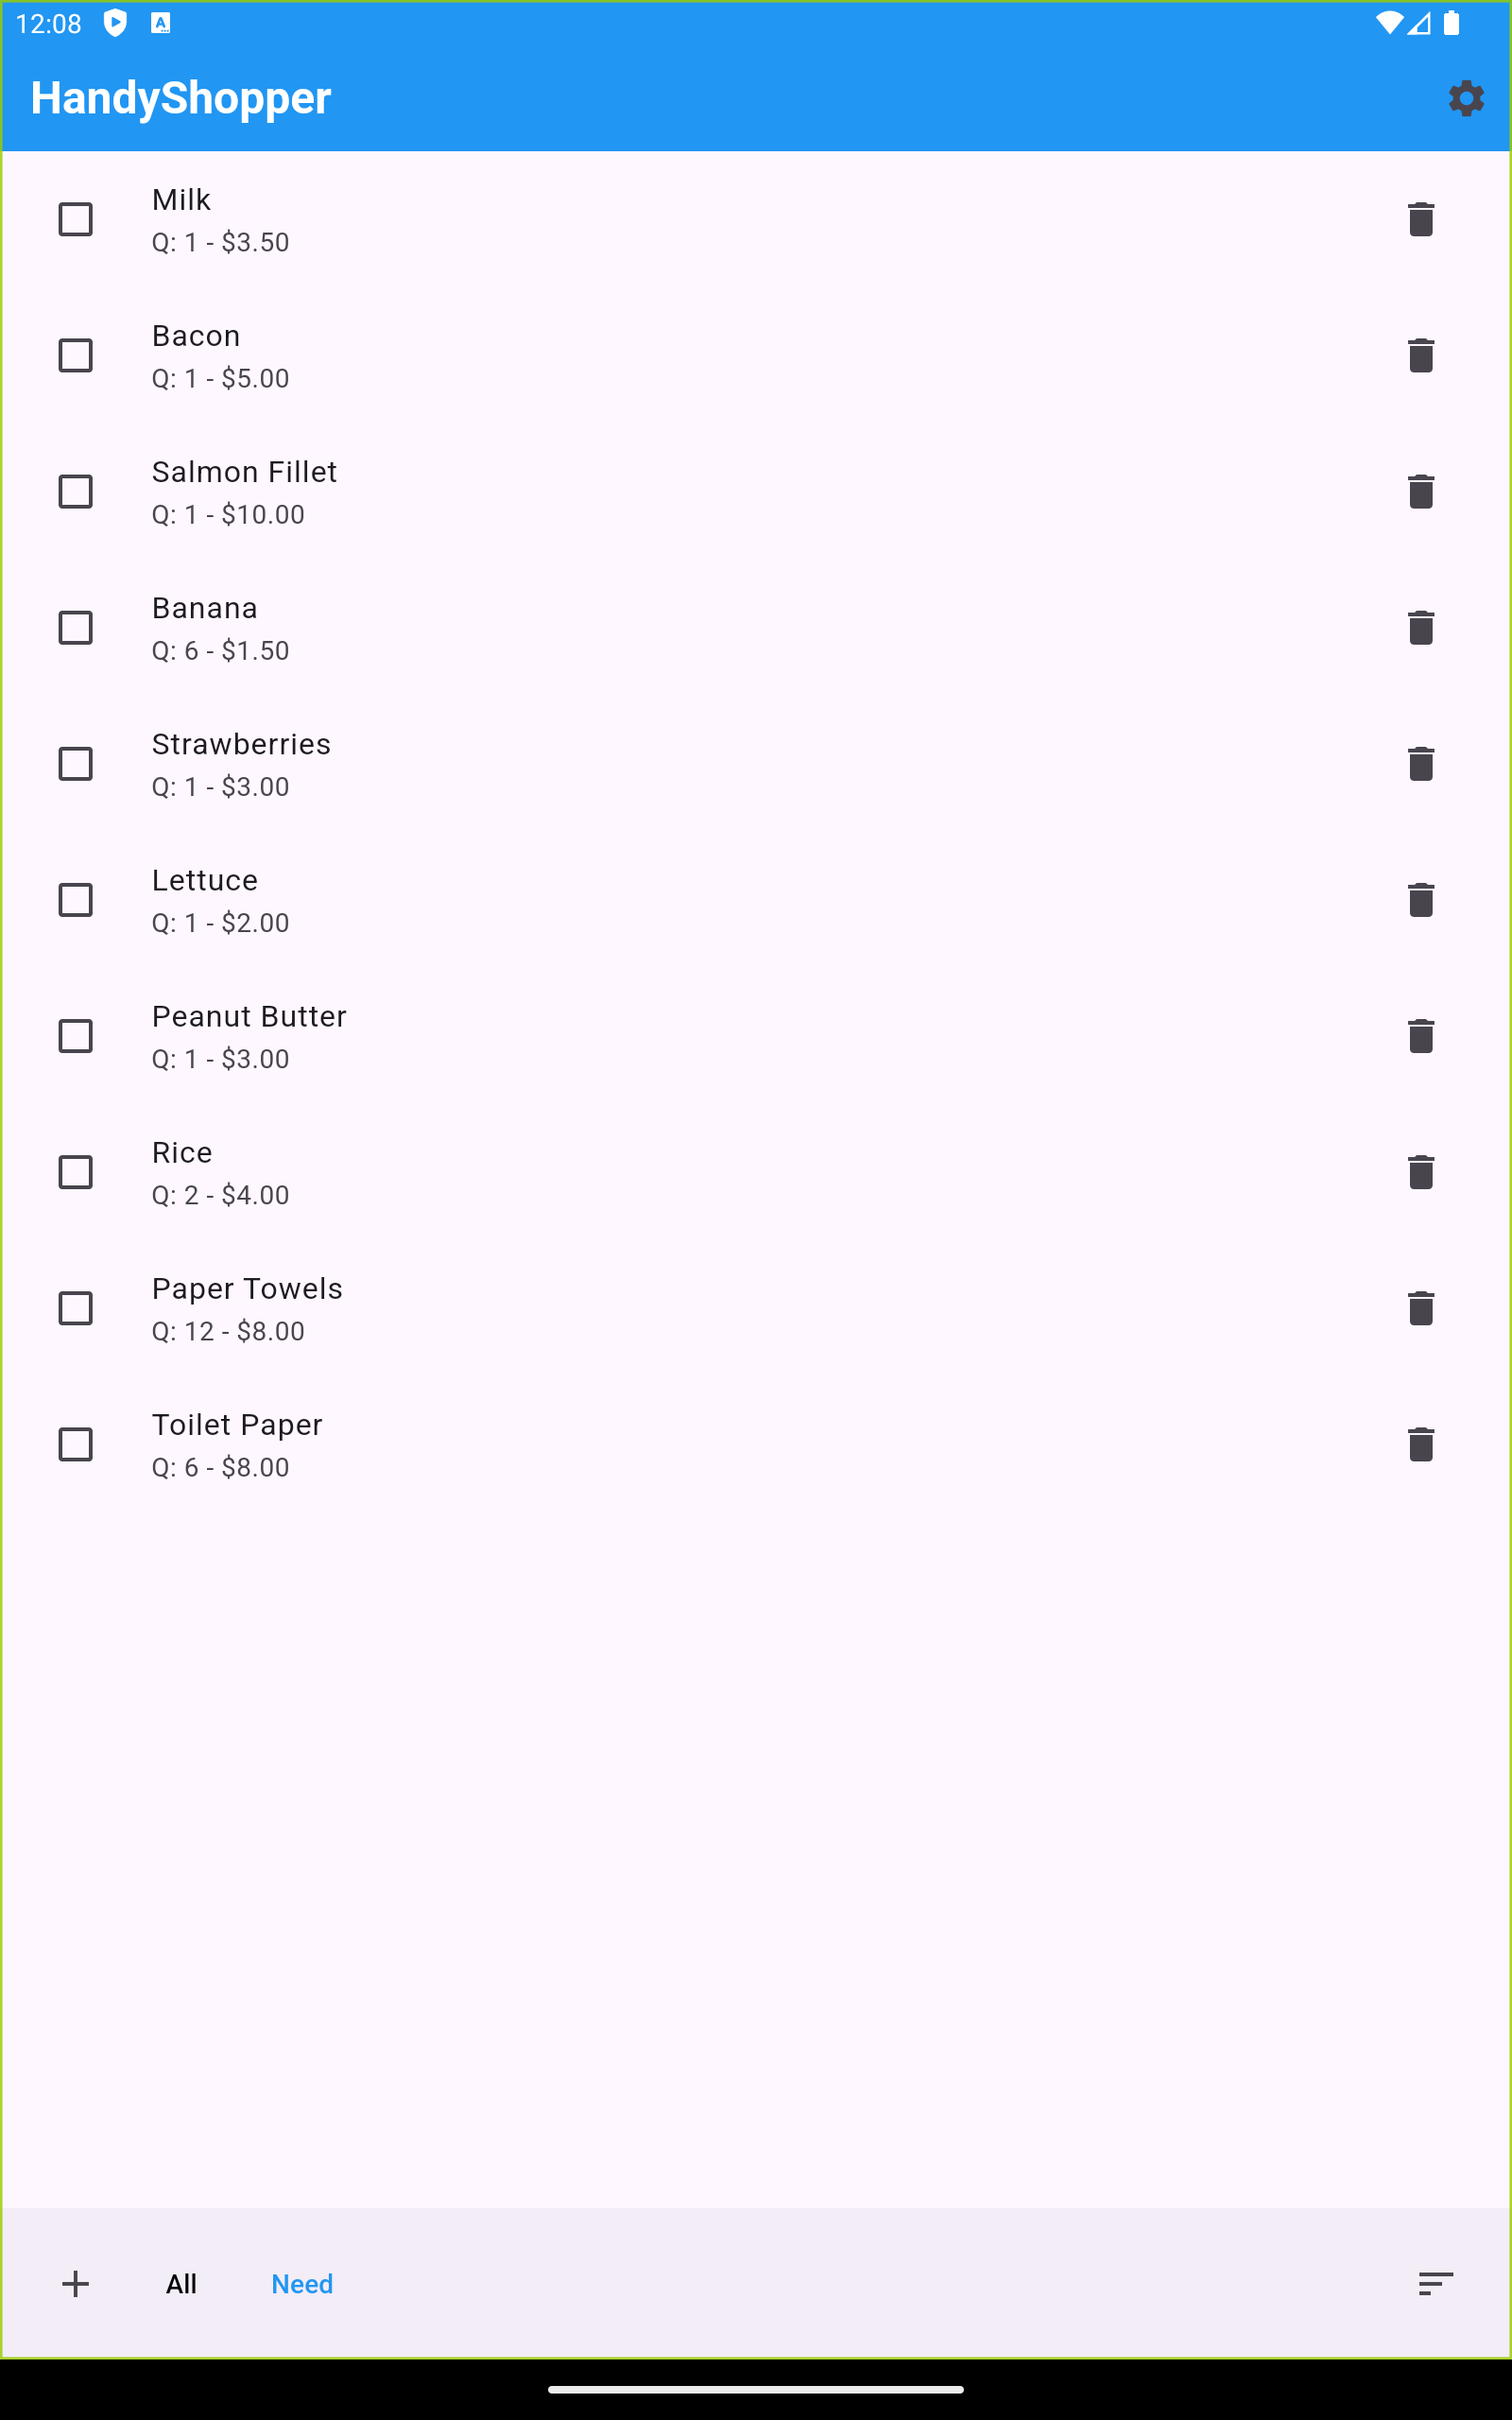 12:08
HandyShopper
Milk
Q: 1 - $3.50
Bacon
Q: 1 - $5.00
Salmon Fillet
Q: 1 - $10.00
Banana
Q: 6 - $1.50
Strawberries
Q: 1 - $3.00
Lettuce
Q: 1 - $2.00
Peanut Butter
Q: 1 - $3.00
Rice
Q: 2 - $4.00
Paper Towels
Q: 12 - $8.00
Toilet Paper
Q: 6 - $8.00
All Need